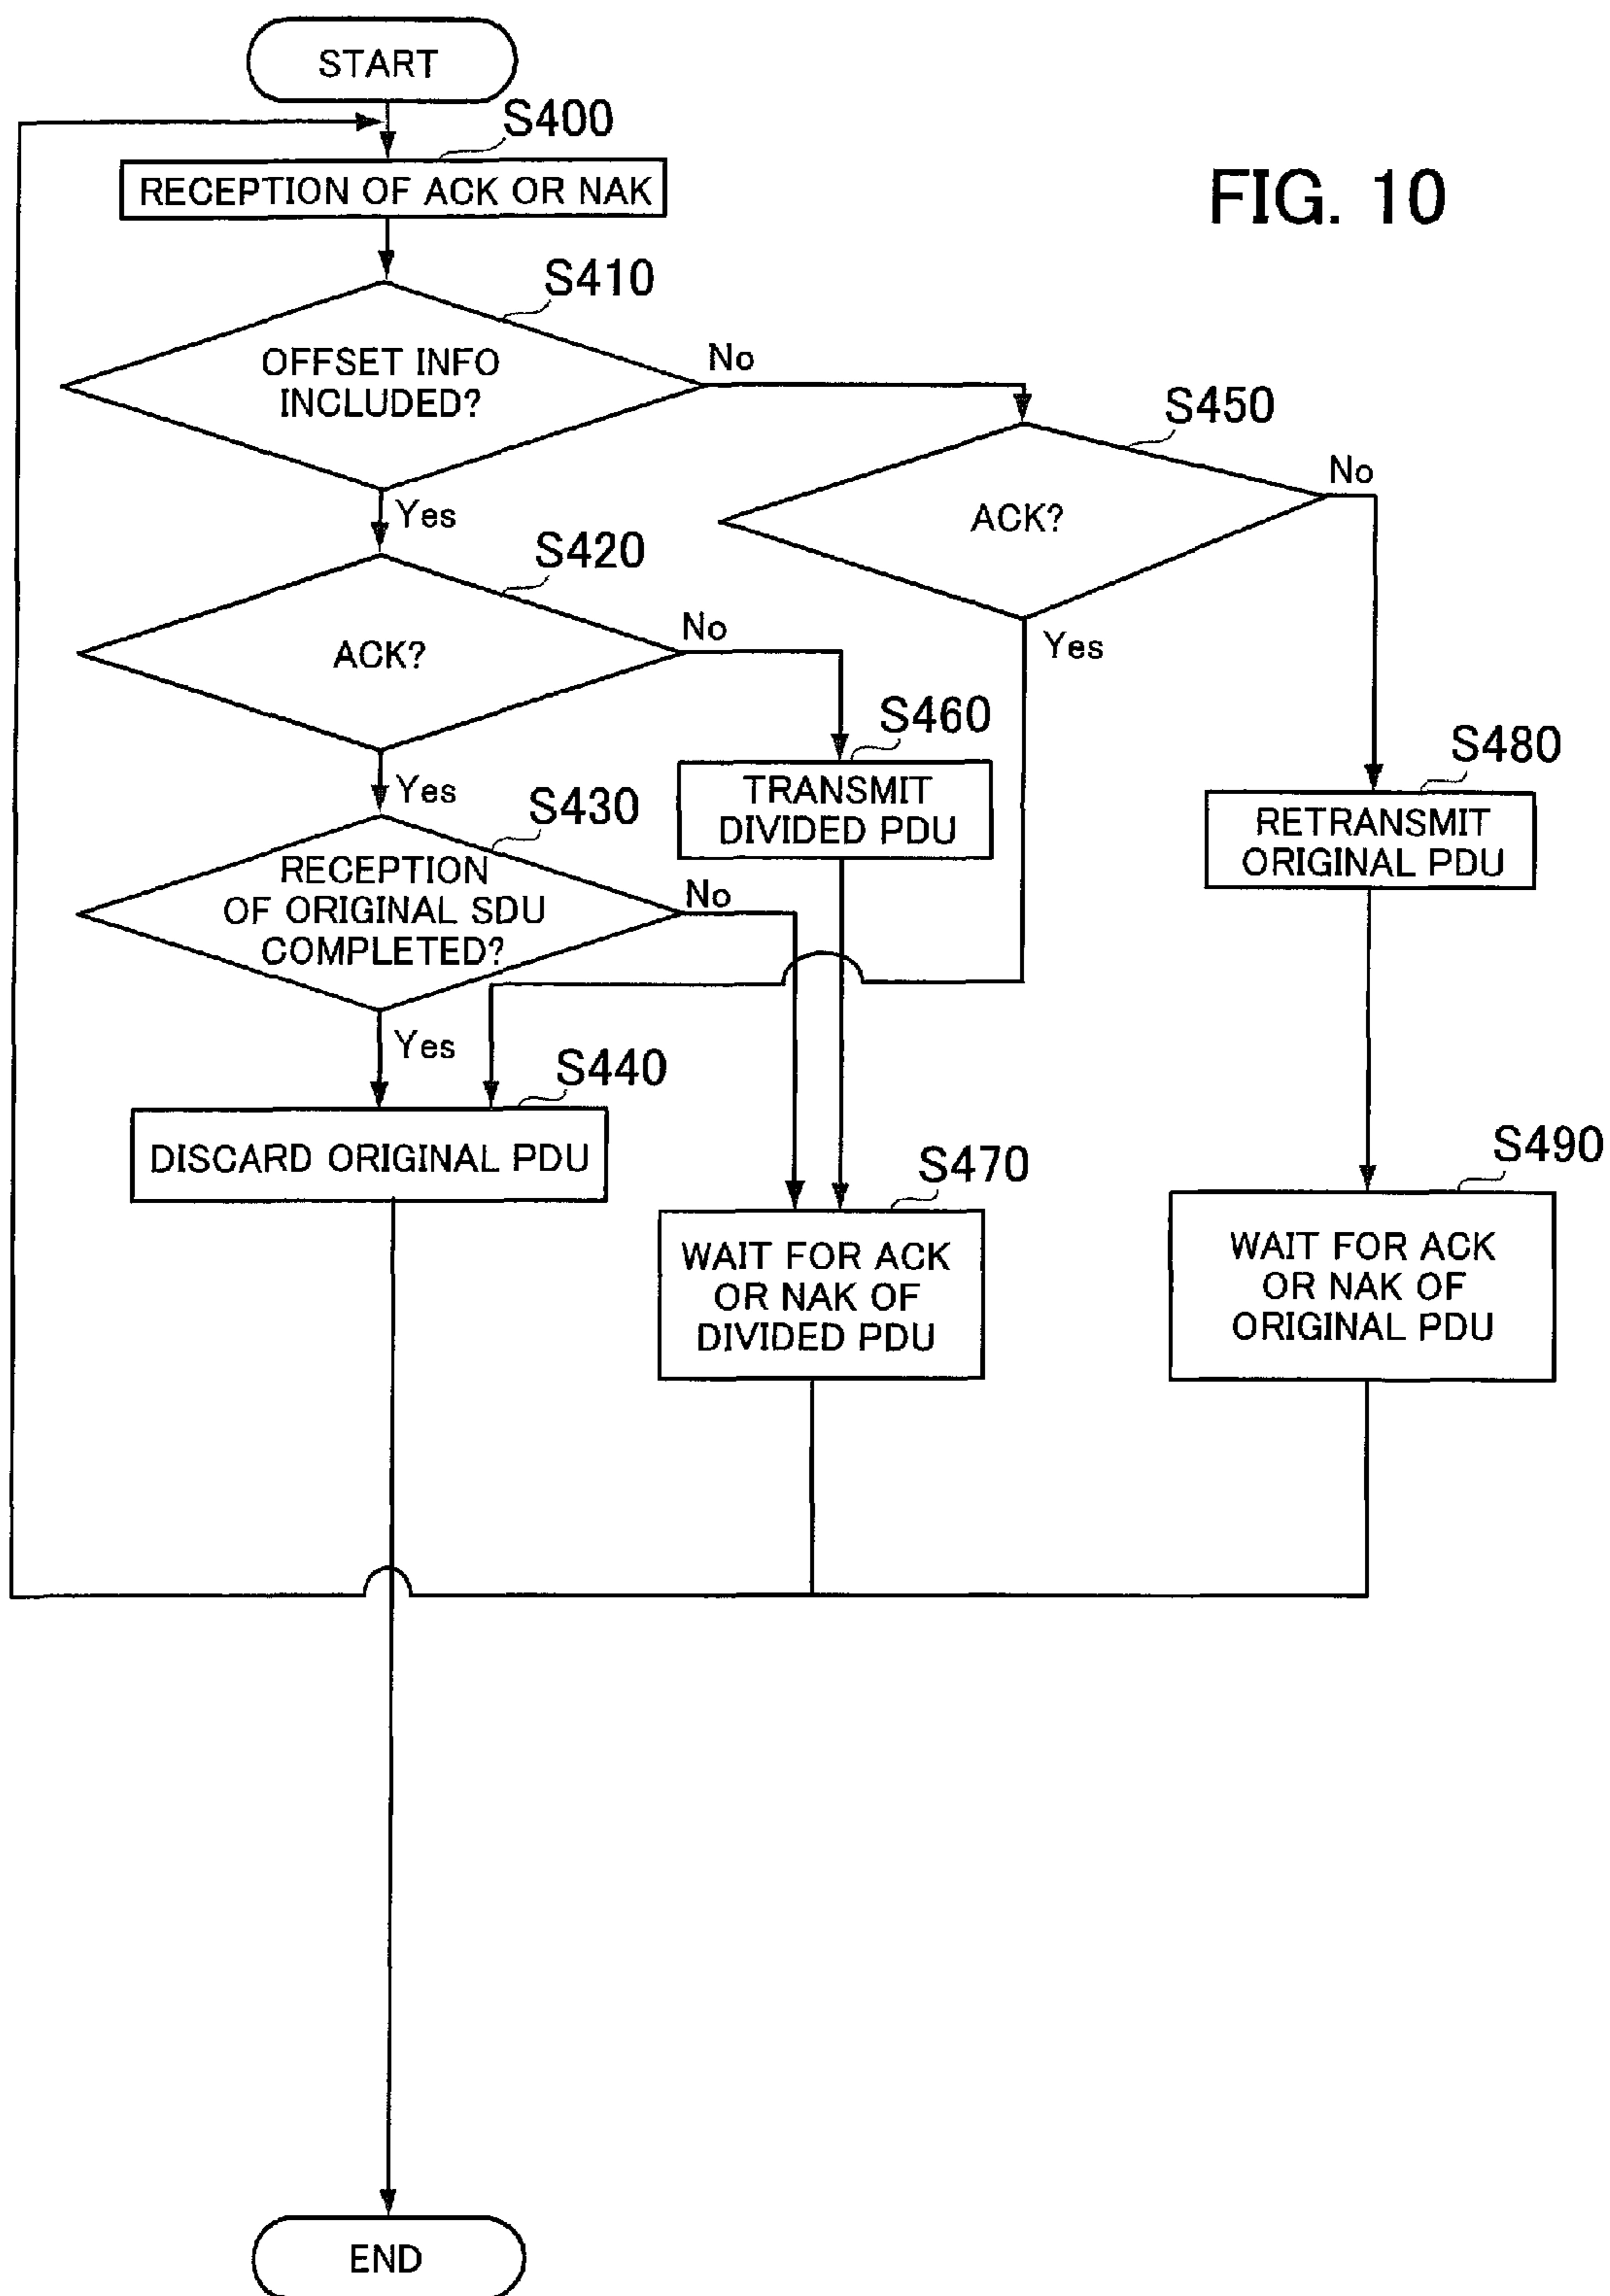 START
S400
RECEPTION OF ACK OR NAK
FIG. 10
S410
OFFSET INFO
INCLUDED?
No
Yes
S450
ACK?
No
Yes
S420
ACK?
No
Yes
S460
TRANSMIT
DIVIDED PDU
S480
RETRANSMIT
ORIGINAL PDU
S430
RECEPTION
OF ORIGINAL SDU
COMPLETED?
No
Yes
S440
DISCARD ORIGINAL PDU
S470
WAIT FOR ACK
OR NAK OF
DIVIDED PDU
S490
WAIT FOR ACK
OR NAK OF
ORIGINAL PDU
END